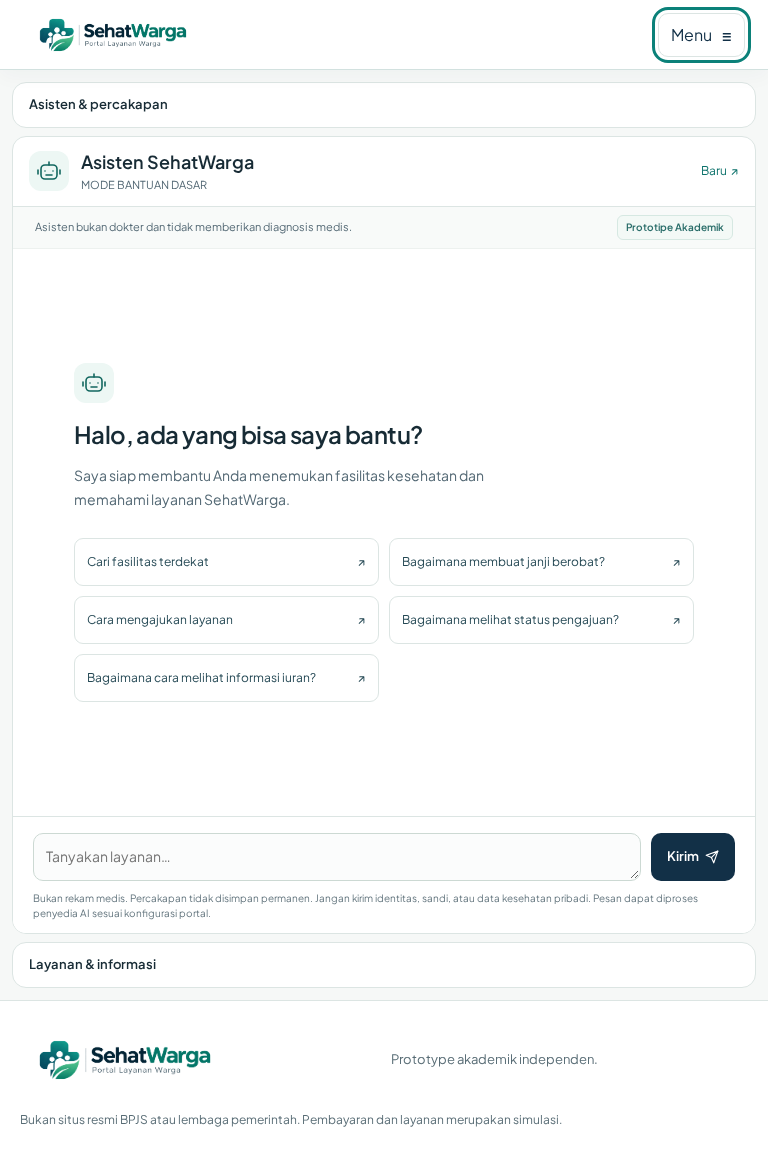 SehatWarga
Portal Layanan Warga
Menu
Asisten & percakapan
Asisten SehatWarga
MODE BANTUAN DASAR
Baru
Asisten bukan dokter dan tidak memberikan diagnosis medis.
Prototipe Akademik
Halo, ada yang bisa saya bantu?
Saya siap membantu Anda menemukan fasilitas kesehatan dan
memahami layanan SehatWarga.
Cari fasilitas terdekat
Bagaimana membuat janji berobat?
Cara mengajukan layanan
Bagaimana melihat status pengajuan?
Bagaimana cara melihat informasi iuran?
Tanyakan layanan...
Kirim
Bukan rekam medis. Percakapan tidak disimpan permanen. Jangan kirim identitas, sandi, atau data kesehatan pribadi. Pesan dapat diproses
penyedia AI sesuai konfigurasi portal.
Layanan & informasi
SehatWarga
Portal Layanan Warga
Prototype akademik independen.
Bukan situs resmi BPJS atau lembaga pemerintah. Pembayaran dan layanan merupakan simulasi.